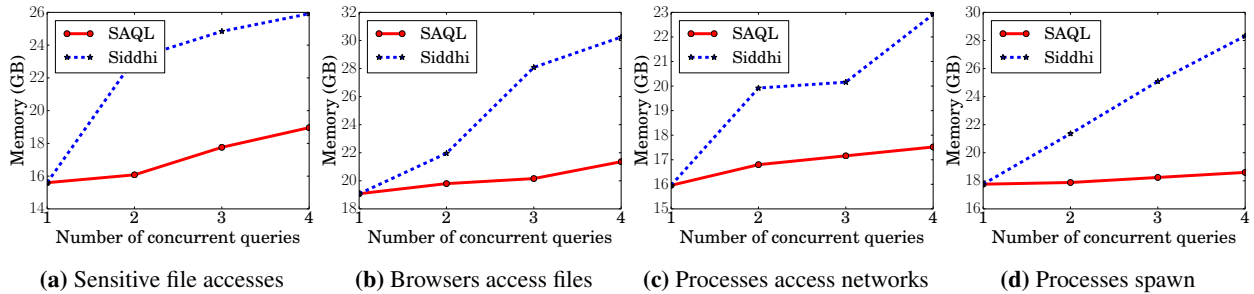 26
24
22
20
18
16
14
Memory (GB)
SAQL
Siddhi
1 2 3 4
Number of concurrent queries
(a) Sensitive file accesses
32
30
28
26
24
22
20
18
Memory (GB)
SAQL
Siddhi
1 2 3 4
Number of concurrent queries
(b) Browsers access files
23
22
21
20
19
18
17
16
15
Memory (GB)
SAQL
Siddhi
1 2 3 4
Number of concurrent queries
(c) Processes access networks
30
28
26
24
22
20
18
16
Memory (GB)
SAQL
Siddhi
1 2 3 4
Number of concurrent queries
(d) Processes spawn